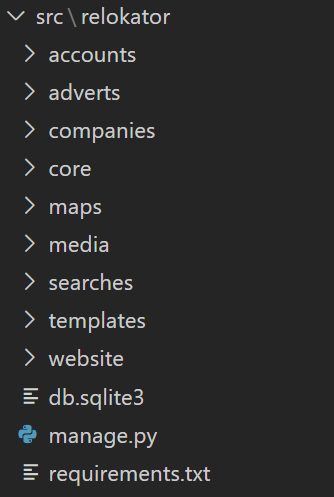 src\relokator
accounts
adverts
companies
core
maps
media
searches
templates
website
db.sqlite3
manage.py
requirements.txt